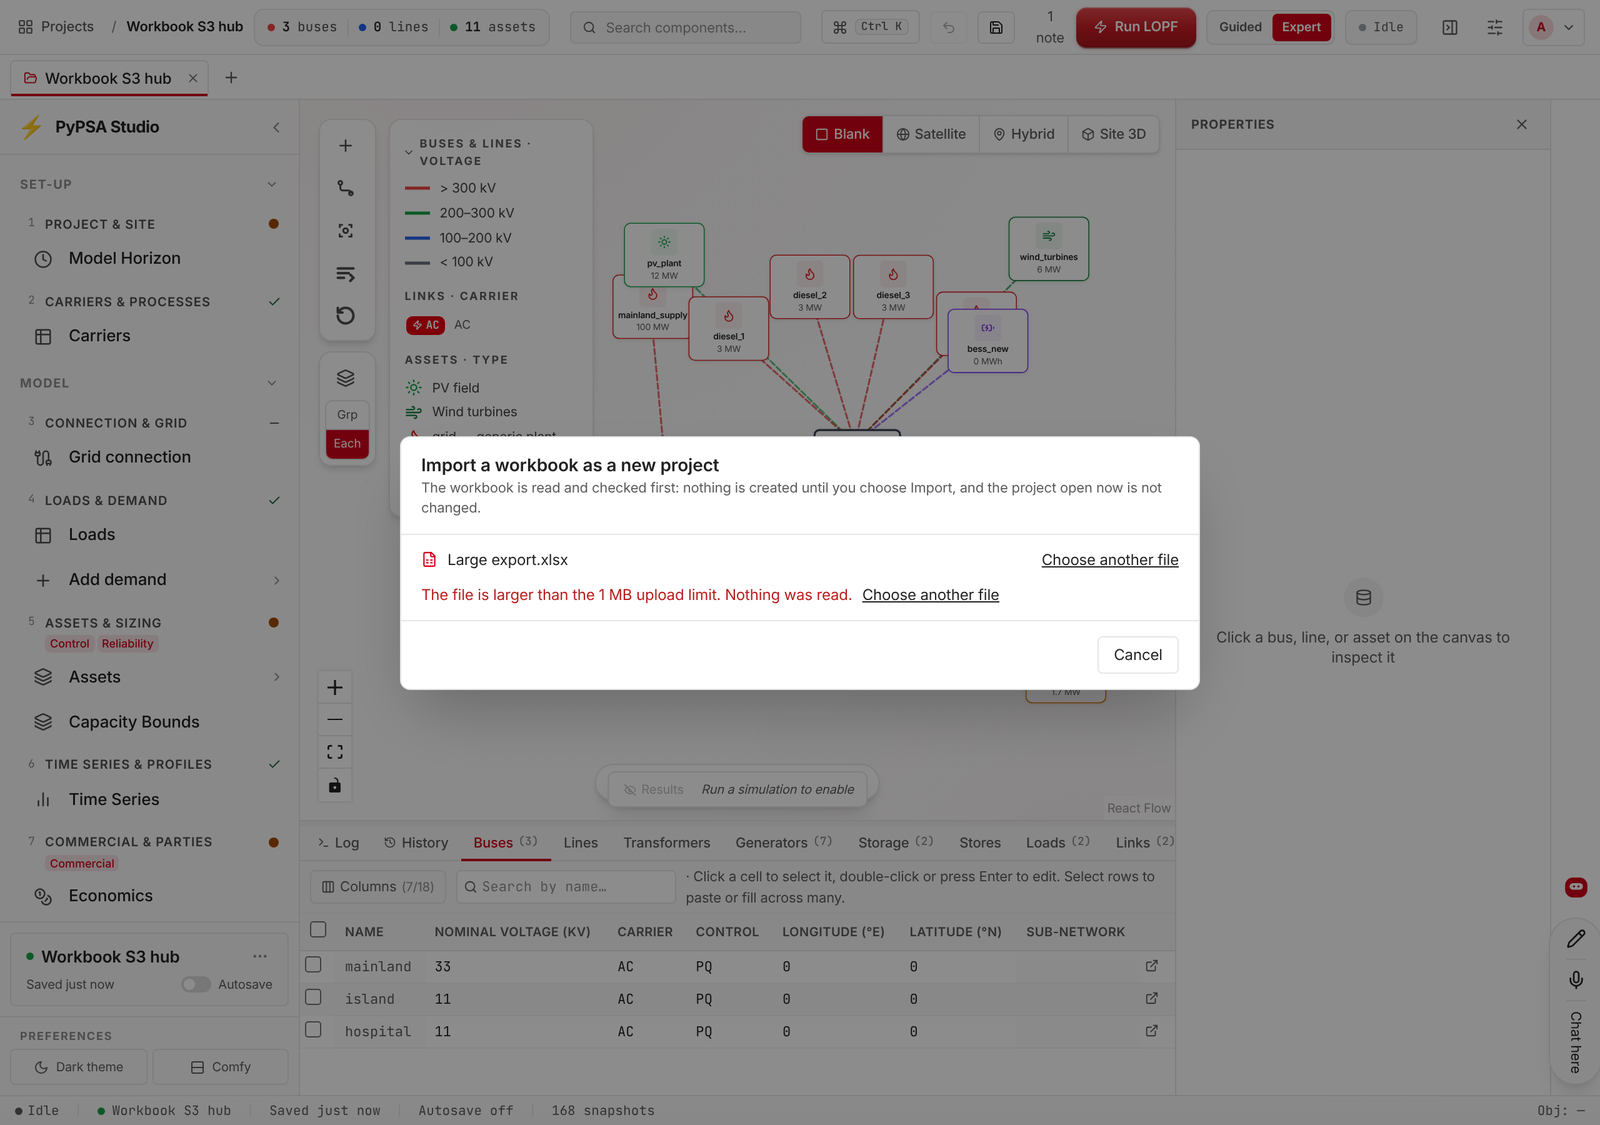 Projects / Workbook S3 hub
3 buses 0 lines 11 assets
Search components...
Ctrl K
1 note
Run LOPF
Guided Expert
Idle
A
Workbook S3 hub
PyPSA Studio
SET-UP
1 PROJECT & SITE
Model Horizon
2 CARRIERS & PROCESSES
Carriers
MODEL
3 CONNECTION & GRID
Grid connection
4 LOADS & DEMAND
Loads
Add demand
5 ASSETS & SIZING
Control Reliability
Assets
Capacity Bounds
6 TIME SERIES & PROFILES
Time Series
7 COMMERCIAL & PARTIES
Commercial
Economics
Workbook S3 hub
Saved just now Autosave
PREFERENCES
Dark theme Comfy
Grp
Each
BUSES & LINES ·
VOLTAGE
> 300 kV
200–300 kV
100–200 kV
< 100 kV
LINKS · CARRIER
AC AC
ASSETS · TYPE
PV field
Wind turbines
Blank Satellite Hybrid Site 3D
pv_plant
12 MW
mainland_supply
100 MW
diesel_1
3 MW
diesel_2
3 MW
diesel_3
3 MW
wind_turbines
6 MW
bess_new
0 MWh
1.7 MW
Import a workbook as a new project
The workbook is read and checked first: nothing is created until you choose Import, and the project open now is not
changed.
Large export.xlsx Choose another file
The file is larger than the 1 MB upload limit. Nothing was read. Choose another file
Cancel
Results Run a simulation to enable
React Flow
PROPERTIES
Click a bus, line, or asset on the canvas to
inspect it
Log History Buses (3) Lines Transformers Generators (7) Storage (2) Stores Loads (2) Links (2)
Columns (7/18) Search by name…
· Click a cell to select it, double-click or press Enter to edit. Select rows to
paste or fill across many.
NAME NOMINAL VOLTAGE (KV) CARRIER CONTROL LONGITUDE (°E) LATITUDE (°N) SUB-NETWORK
mainland 33 AC PQ 0 0
island 11 AC PQ 0 0
hospital 11 AC PQ 0 0
Chat here
Idle Workbook S3 hub Saved just now Autosave off 168 snapshots Obj: —